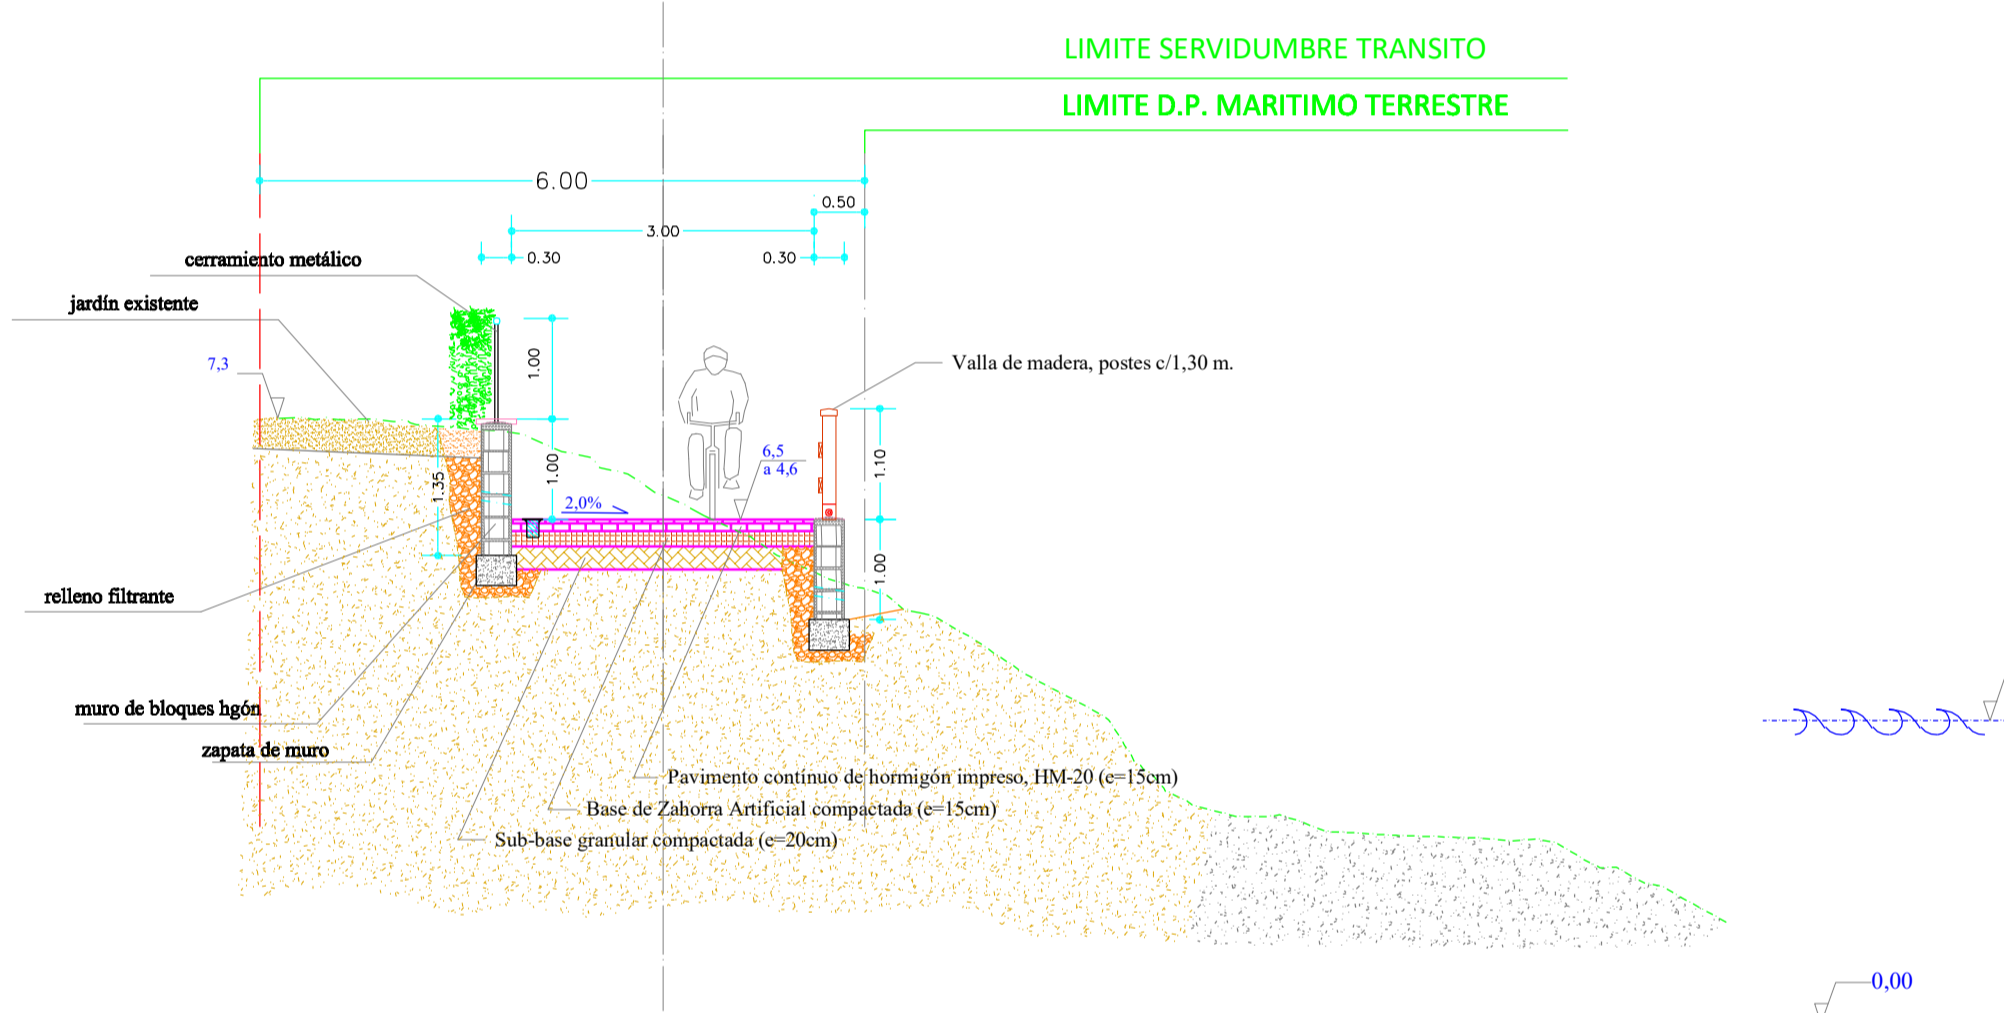 LIMITE SERVIDUMBRE TRANSITO
LIMITE D.P. MARITIMO TERRESTRE
6.00
0.50
3.00
0.30
0.30
cerramiento metálico
jardín existente
7,3
1.00
Valla de madera, postes c/1,30 m.
1.35
1.00
6,5
a 4,6
1.10
2,0%
1.00
relleno filtrante
muro de bloques hgón
zapata de muro
Pavimento contínuo de hormigón impreso, HM-20 (e=15cm)
Base de Zahorra Artificial compactada (e=15cm)
Sub-base granular compactada (e=20cm)
0,00